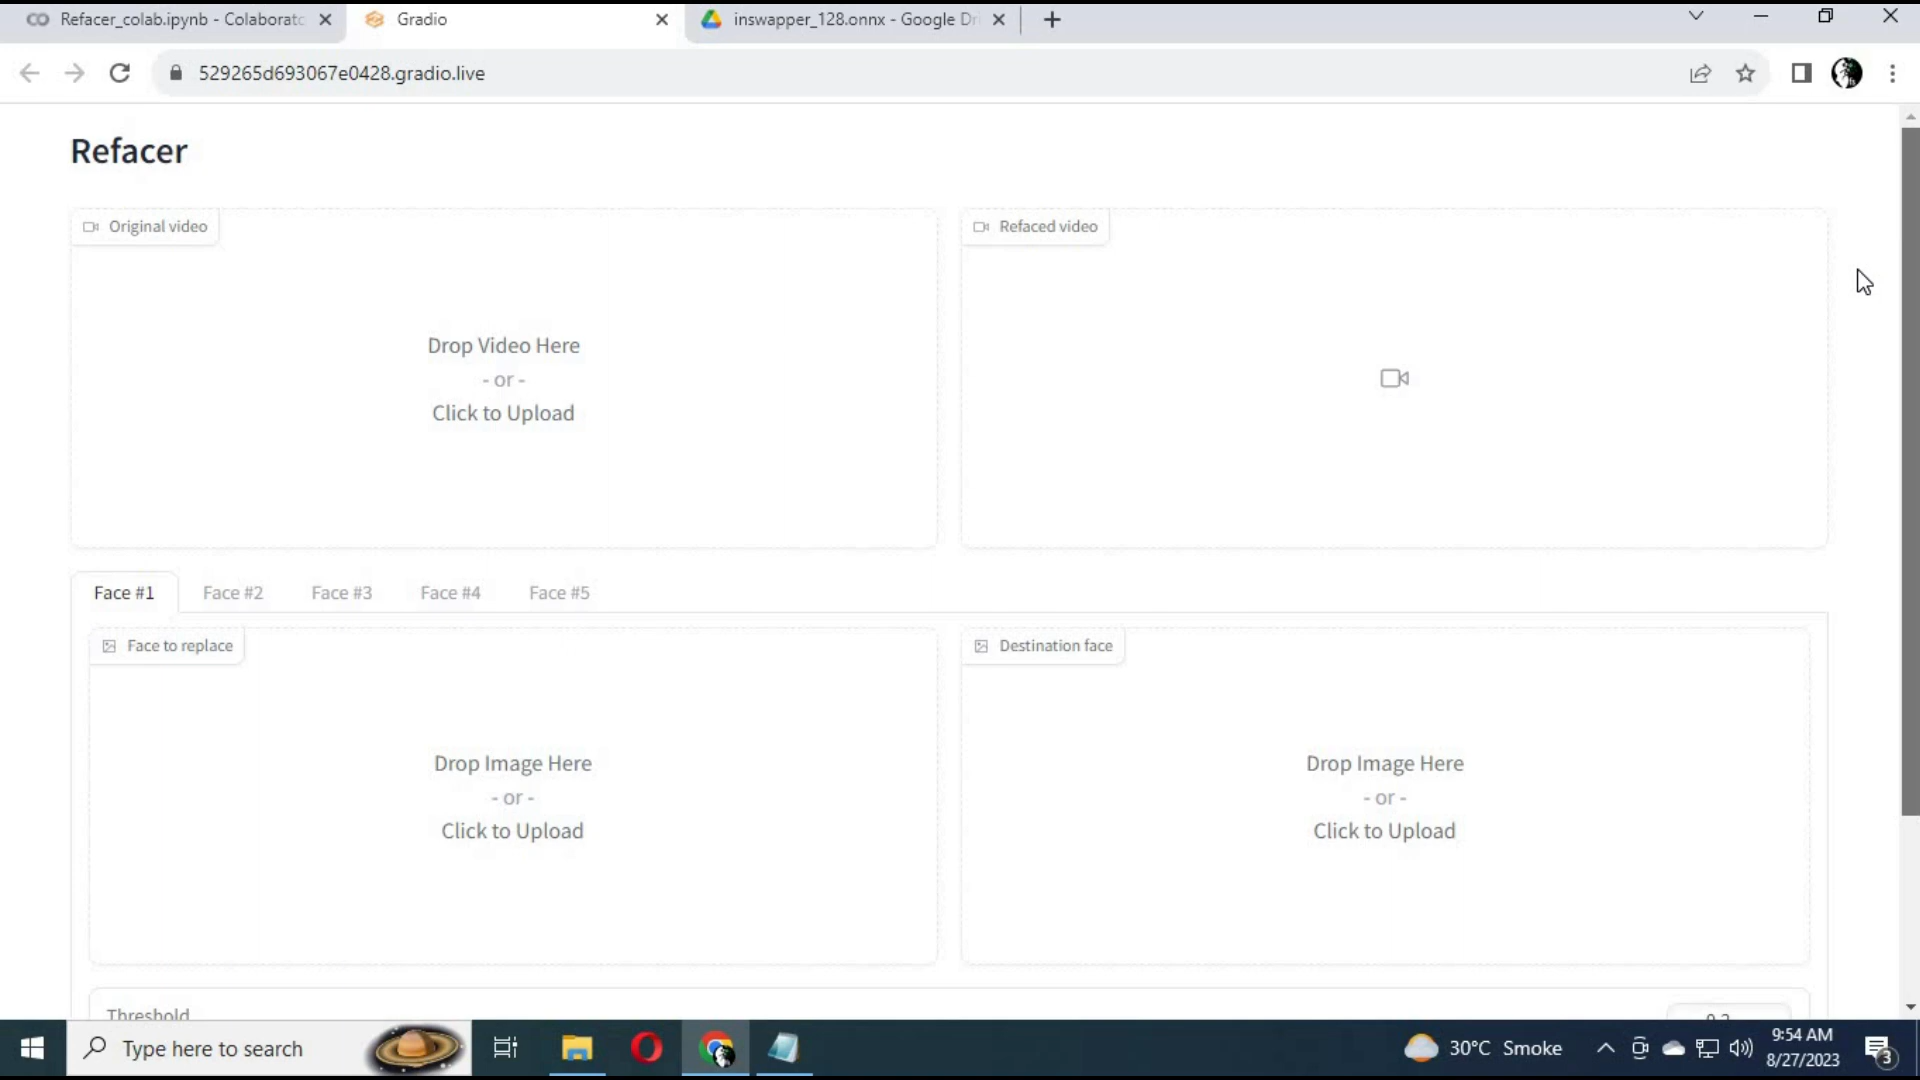 Refacer_colab.ipynb - Colaborato
Gradio
inswapper_128.onnx - Google Dri
529265d693067e0428.gradio.live
Refacer
Original video
Refaced video
Drop Video Here
- or -
Click to Upload
Face #1
Face #2
Face #3
Face #4
Face #5
Face to replace
Destination face
Drop Image Here
- or -
Click to Upload
Drop Image Here
- or -
Click to Upload
Threshold
Type here to search
30°C Smoke
9:54 AM
8/27/2023
3